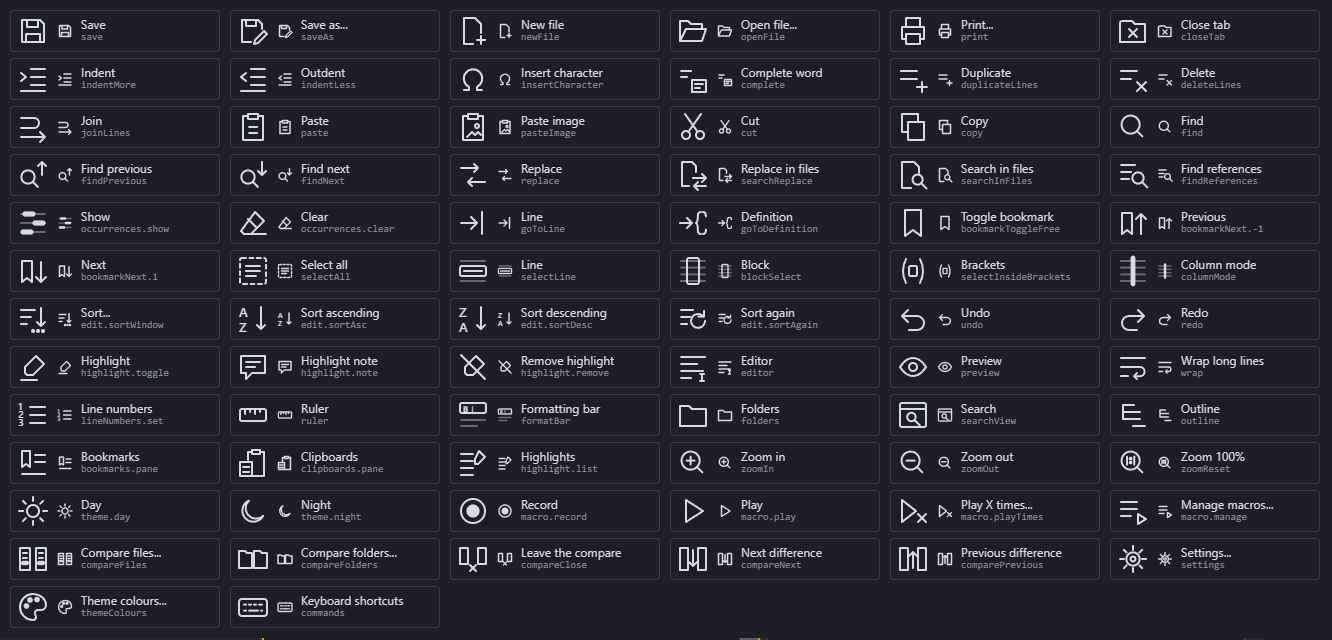 Save
save
Save as...
saveAs
New file
newFile
Open file...
openFile
Print...
print
Close tab
closeTab
Indent
indentMore
Outdent
indentLess
Insert character
insertCharacter
Complete word
complete
Duplicate
duplicateLines
Delete
deleteLines
Join
joinLines
Paste
paste
Paste image
pasteImage
Cut
cut
Copy
copy
Find
find
Find previous
findPrevious
Find next
findNext
Replace
replace
Replace in files
searchReplace
Search in files
searchInFiles
Find references
findReferences
Show
occurrences.show
Clear
occurrences.clear
Line
goToLine
Definition
goToDefinition
Toggle bookmark
bookmarkToggleFree
Previous
bookmarkNext.-1
Next
bookmarkNext.1
Select all
selectAll
Line
selectLine
Block
blockSelect
Brackets
selectInsideBrackets
Column mode
columnMode
Sort...
edit.sortWindow
A
Z
A
Z
Sort ascending
edit.sortAsc
Z
A
Z
A
Sort descending
edit.sortDesc
Sort again
edit.sortAgain
Undo
undo
Redo
redo
Highlight
highlight.toggle
Highlight note
highlight.note
Remove highlight
highlight.remove
Editor
editor
Preview
preview
Wrap long lines
wrap
1
2
3
1
2
3
Line numbers
lineNumbers.set
Ruler
ruler
B I
Formatting bar
formatBar
Folders
folders
Search
searchView
Outline
outline
Bookmarks
bookmarks.pane
Clipboards
clipboards.pane
Highlights
highlight.list
Zoom in
zoomIn
Zoom out
zoomOut
Zoom 100%
zoomReset
Day
theme.day
Night
theme.night
Record
macro.record
Play
macro.play
Play X times...
macro.playTimes
Manage macros...
macro.manage
Compare files...
compareFiles
Compare folders...
compareFolders
Leave the compare
compareClose
Next difference
compareNext
Previous difference
comparePrevious
Settings...
settings
Theme colours...
themeColours
Keyboard shortcuts
commands